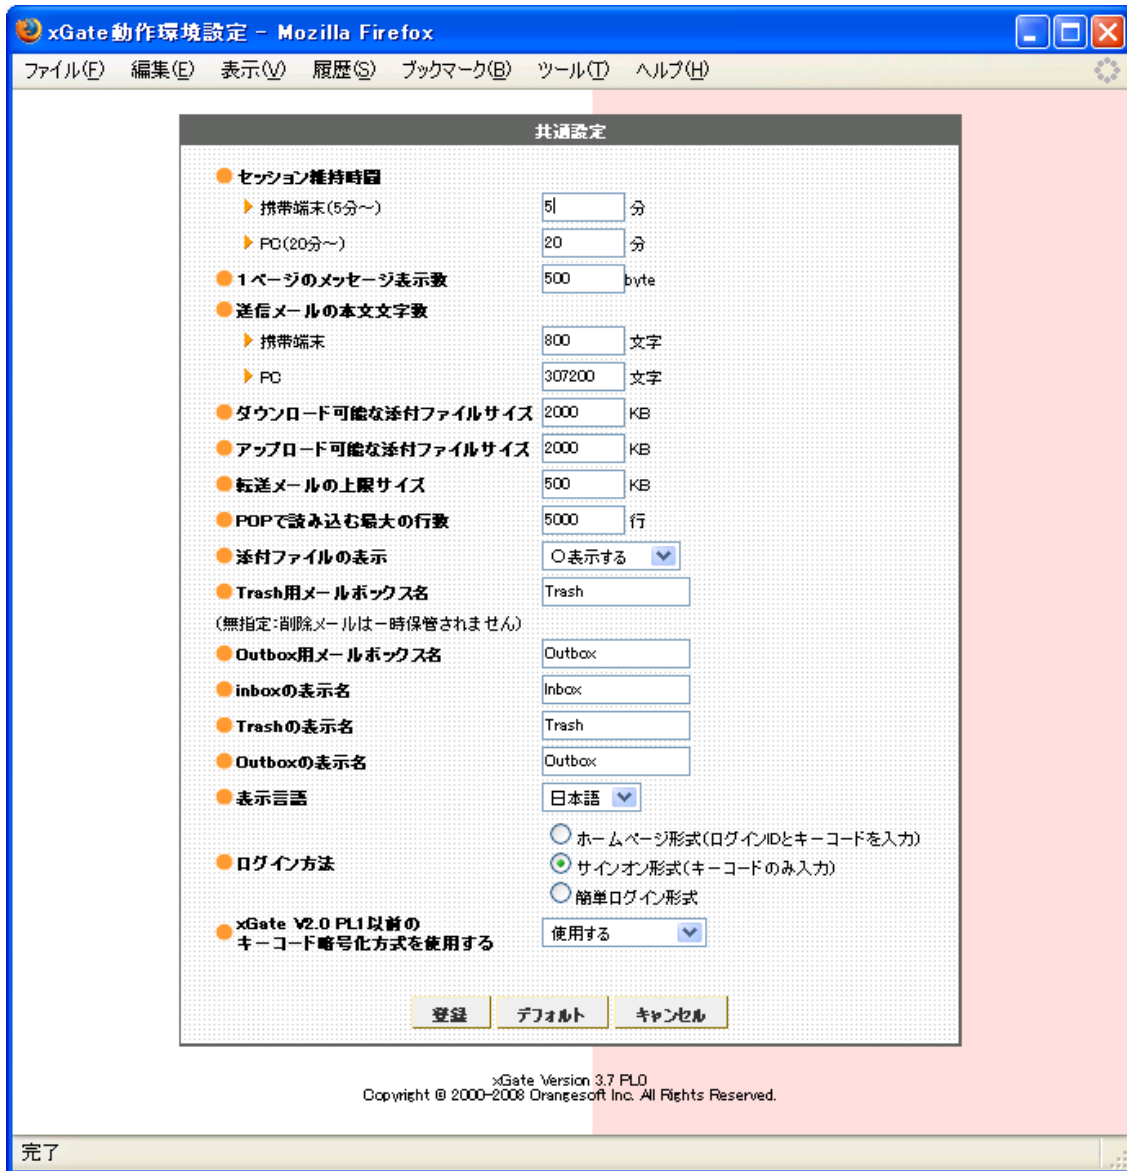 xGate動作環境設定 - Mozilla Firefox
ファイル(F) 編集(E) 表示(V) 履歴(S) ブックマーク(B) ツール(T) ヘルプ(H)
共通設定
セッション維持時間
携帯端末(5分～) 5 分
PC(20分～) 20 分
1ページのメッセージ表示数 500 byte
送信メールの本文文字数
携帯端末 800 文字
PC 307200 文字
ダウンロード可能な添付ファイルサイズ 2000 KB
アップロード可能な添付ファイルサイズ 2000 KB
転送メールの上限サイズ 500 KB
POPで読み込む最大の行数 5000 行
添付ファイルの表示 ○表示する
Trash用メールボックス名 Trash
(無指定:削除メールは一時保管されません)
Outbox用メールボックス名 Outbox
inboxの表示名 Inbox
Trashの表示名 Trash
Outboxの表示名 Outbox
表示言語 日本語
ホームページ形式(ログインIDとキーコードを入力)
ログイン方法 サインオン形式(キーコードのみ入力)
簡単ログイン形式
xGate V2.0 PL1以前の
キーコード暗号化方式を使用する 使用する
登録 デフォルト キャンセル
xGate Version 3.7 PL0
Copyright © 2000-2008 Orangesoft Inc. All Rights Reserved.
完了